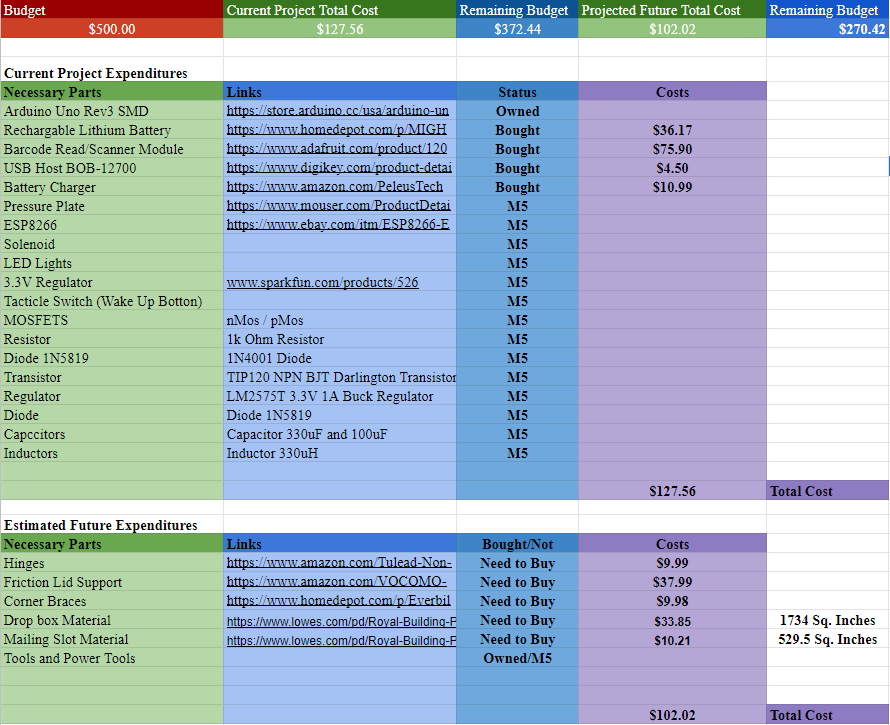 Budget Current Project Total Cost Remaining Budget Projected Future Total Cost Remaining Budget
$500.00 $127.56 $372.44 $102.02 $270.42
Current Project Expenditures
Necessary Parts Links Status Costs
Arduino Uno Rev3 SMD https://store.arduino.cc/usa/arduino-un Owned
Rechargable Lithium Battery https://www.homedepot.com/p/MIGH Bought $36.17
Barcode Read/Scanner Module https://www.adafruit.com/product/120 Bought $75.90
USB Host BOB-12700 https://www.digikey.com/product-detai Bought $4.50
Battery Charger https://www.amazon.com/PeleusTech Bought $10.99
Pressure Plate https://www.mouser.com/ProductDetai M5
ESP8266 https://www.ebay.com/itm/ESP8266-E M5
Solenoid M5
LED Lights M5
3.3V Regulator www.sparkfun.com/products/526 M5
Tacticle Switch (Wake Up Botton) M5
MOSFETS nMos / pMos M5
Resistor 1k Ohm Resistor M5
Diode 1N5819 1N4001 Diode M5
Transistor TIP120 NPN BJT Darlington Transistor M5
Regulator LM2575T 3.3V 1A Buck Regulator M5
Diode Diode 1N5819 M5
Capccitors Capacitor 330uF and 100uF M5
Inductors Inductor 330uH M5
$127.56 Total Cost
Estimated Future Expenditures
Necessary Parts Links Bought/Not Costs
Hinges https://www.amazon.com/Tulead-Non- Need to Buy $9.99
Friction Lid Support https://www.amazon.com/VOCOMO- Need to Buy $37.99
Corner Braces https://www.homedepot.com/p/Everbil Need to Buy $9.98
Drop box Material https://www.lowes.com/pd/Royal-Building-P Need to Buy $33.85 1734 Sq. Inches
Mailing Slot Material https://www.lowes.com/pd/Royal-Building-P Need to Buy $10.21 529.5 Sq. Inches
Tools and Power Tools Owned/M5
$102.02 Total Cost